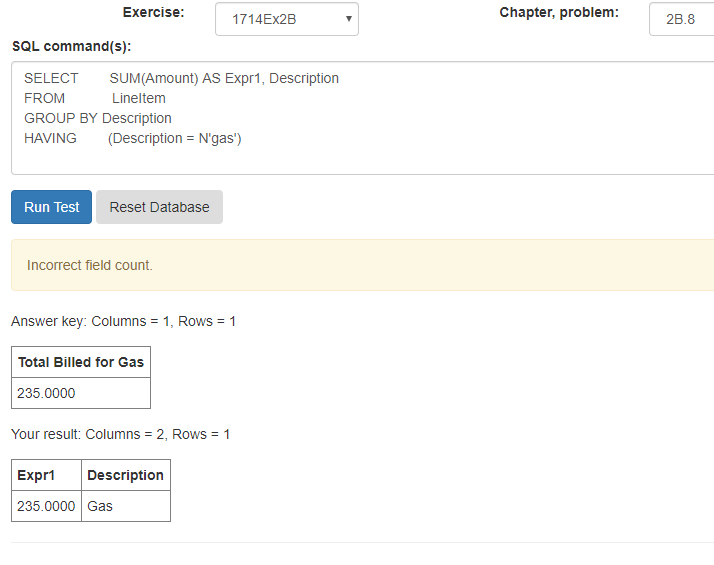 Exercise: 1714Ex2B Chapter, problem: 2B.8
SQL command(s):
SELECT SUM(Amount) AS Expr1, Description
FROM LineItem
GROUP BY Description
HAVING (Description = N'gas')
Run Test Reset Database
Incorrect field count.
Answer key: Columns = 1, Rows = 1
Total Billed for Gas
235.0000
Your result: Columns = 2, Rows = 1
Expr1 Description
235.0000 Gas